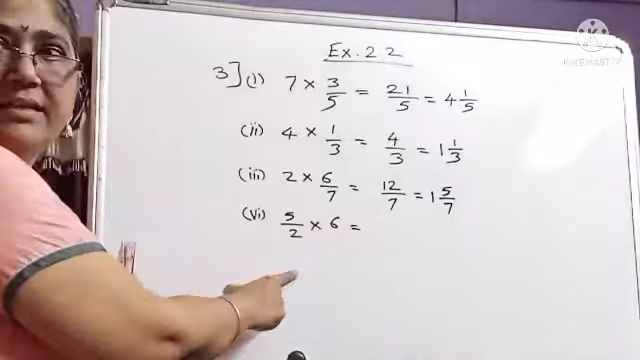 Ex. 2 2
3] (i) 7 × 3/5 = 21/5 = 4 1/5
(ii) 4 × 1/3 = 4/3 = 1 1/3
(iii) 2 × 6/7 = 12/7 = 1 5/7
(vi) 5/2 × 6 =
KINEMASTER